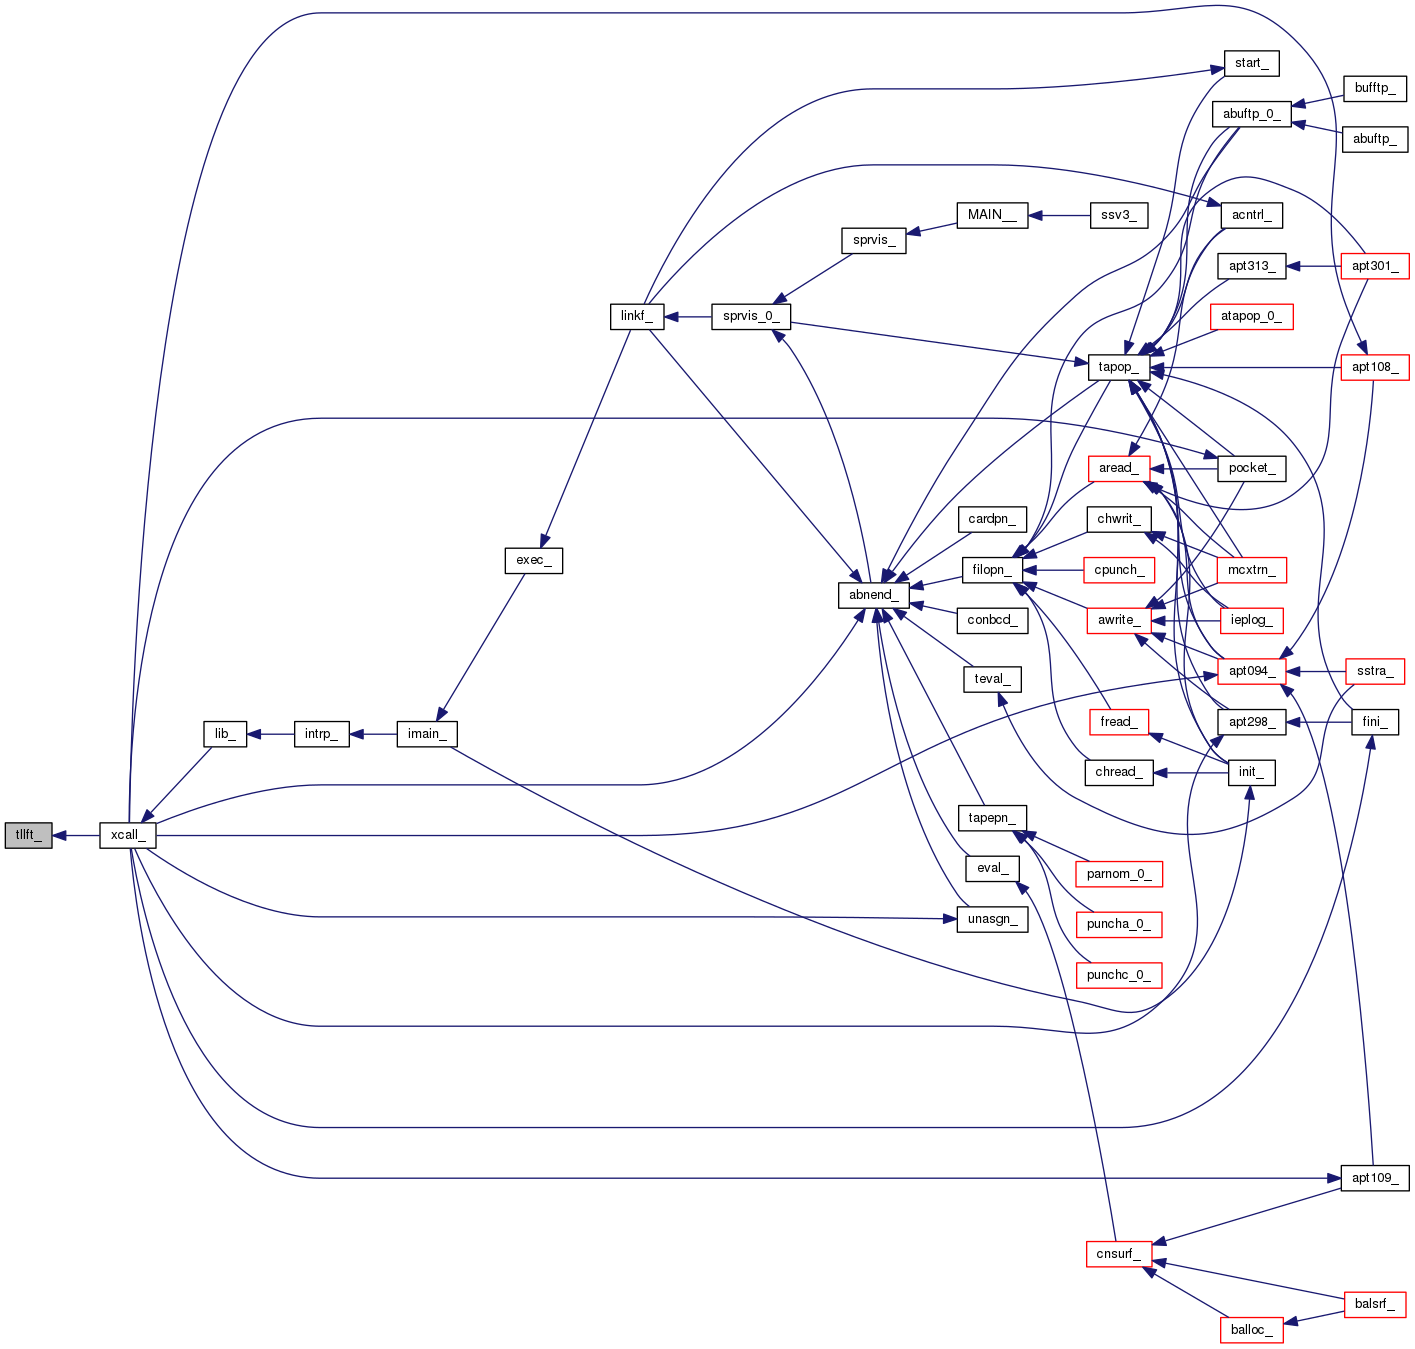 start_
bufftp_
abuftp_0_
abuftp_
MAIN__
ssv3_
acntrl_
sprvis_
apt313_
apt301_
linkf_
sprvis_0_
atapop_0_
tapop_
apt108_
aread_
pocket_
cardpn_
chwrit_
exec_
filopn_
cpunch_
mcxtrn_
abnend_
conbcd_
awrite_
ieplog_
teval_
apt094_
sstra_
lib_
intrp_
imain_
fread_
apt298_
fini_
chread_
init_
tllft_
xcall_
tapepn_
eval_
parnom_0_
unasgn_
puncha_0_
punchc_0_
apt109_
cnsurf_
balsrf_
balloc_